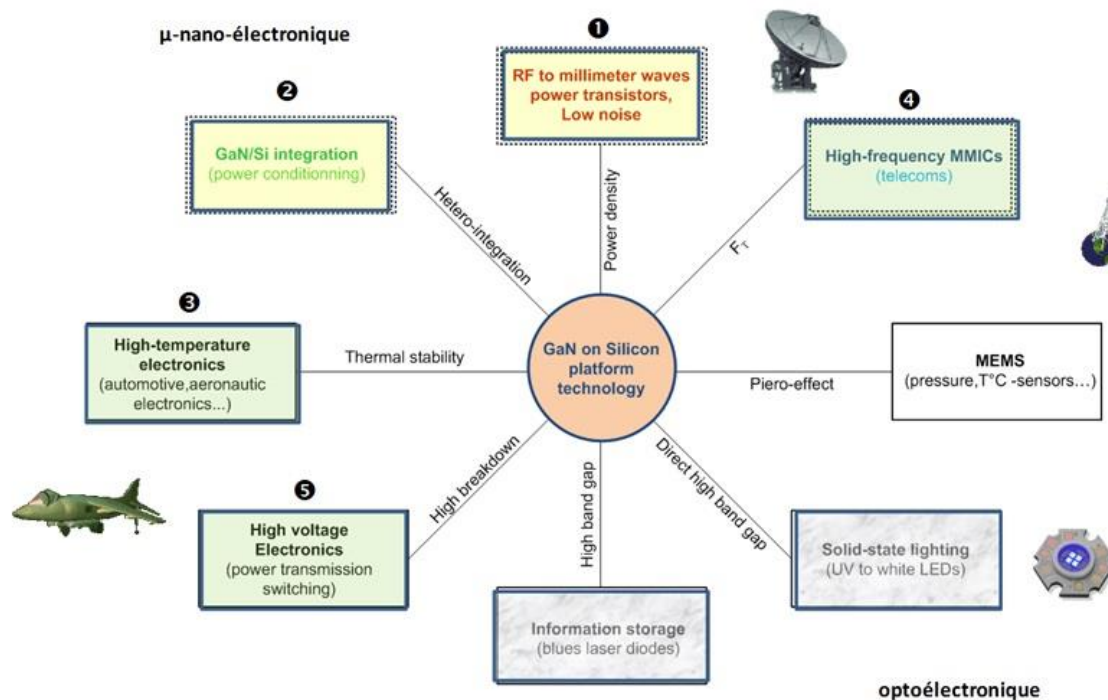 µ-nano-électronique
❶
RF to millimeter waves
power transistors,
Low noise
❷
GaN/Si integration
(power conditionning)
❹
High-frequency MMICs
(telecoms)
Hetero-integration
Power density
F_T
❸
High-temperature
electronics
(automotive,aeronautic
electronics...)
Thermal stability
GaN on Silicon
platform
technology
Piero-effect
MEMS
(pressure,T°C -sensors...)
High breakdown
High band gap
Direct high band gap
❺
High voltage
Electronics
(power transmission
switching)
Information storage
(blues laser diodes)
Solid-state lighting
(UV to white LEDs)
optoélectronique